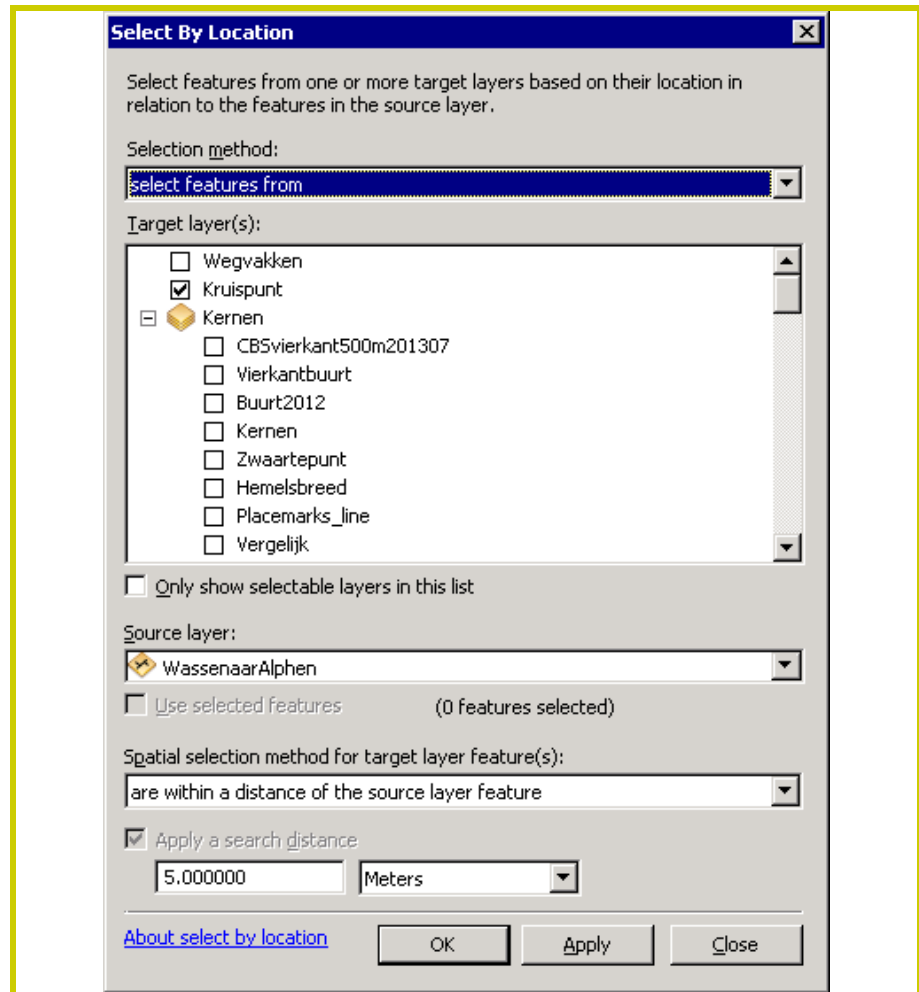 Select By Location
Select features from one or more target layers based on their location in
relation to the features in the source layer.
Selection method:
select features from
Target layer(s):
Wegvakken
Kruispunt
Kernen
CBSvierkant500m201307
Vierkantbuurt
Buurt2012
Kernen
Zwaartepunt
Hemelsbreed
Placemarks_line
Vergelijk
Only show selectable layers in this list
Source layer:
WassenaarAlphen
Use selected features (0 features selected)
Spatial selection method for target layer feature(s):
are within a distance of the source layer feature
Apply a search distance
5.000000 Meters
About select by location OK Apply Close